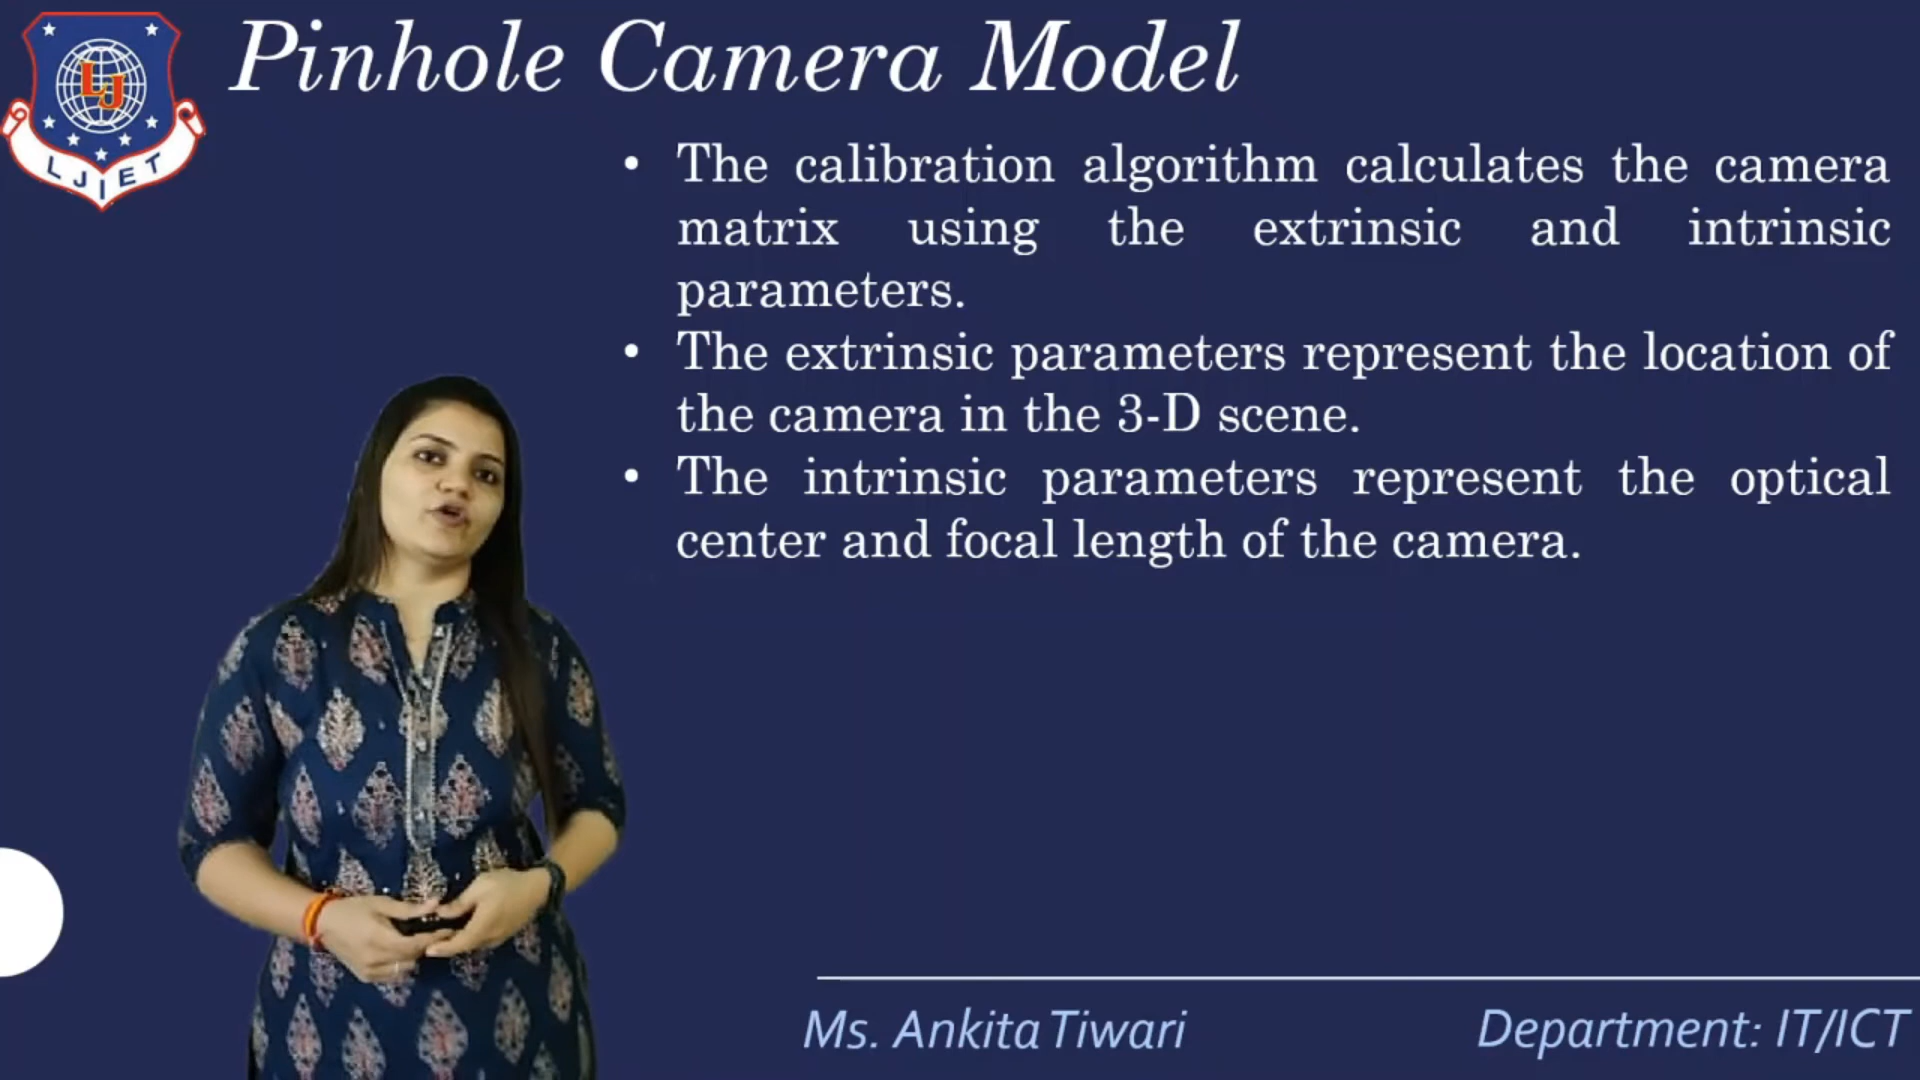 Pinhole Camera Model
LJ
LJIET
• The calibration algorithm calculates the camera
matrix using the extrinsic and intrinsic
parameters.
• The extrinsic parameters represent the location of
the camera in the 3-D scene.
• The intrinsic parameters represent the optical
center and focal length of the camera.
Ms. Ankita Tiwari
Department: IT/ICT